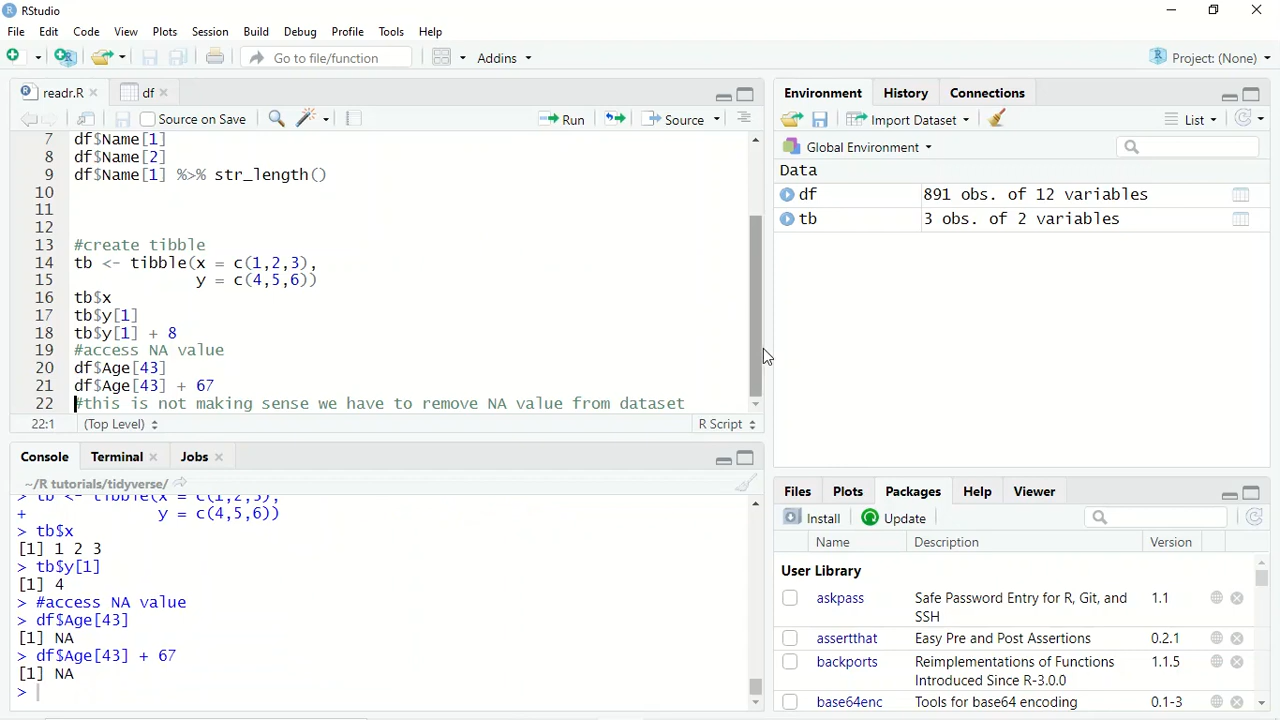 RStudio
File Edit Code View Plots Session Build Debug Profile Tools Help
Go to file/function Addins Project: (None)
readr.R df
Source on Save Run Source
7 df$Name[1]
8 df$Name[2]
9 df$Name[1] %>% str_length()
10
11
12
13 #create tibble
14 tb <- tibble(x = c(1,2,3),
15 y = c(4,5,6))
16 tb$x
17 tb$y[1]
18 tb$y[1] + 8
19 #access NA value
20 df$Age[43]
21 df$Age[43] + 67
22 #this is not making sense we have to remove NA value from dataset
22:1 (Top Level) R Script
Console Terminal Jobs
~/R tutorials/tidyverse/
> tb <- tibble(x = c(1,2,3),
+ y = c(4,5,6))
> tb$x
[1] 1 2 3
> tb$y[1]
[1] 4
> #access NA value
> df$Age[43]
[1] NA
> df$Age[43] + 67
[1] NA
>
Environment History Connections
Import Dataset List
Global Environment
Data
df 891 obs. of 12 variables
tb 3 obs. of 2 variables
Files Plots Packages Help Viewer
Install Update
Name Description Version
User Library
askpass Safe Password Entry for R, Git, and 1.1
SSH
assertthat Easy Pre and Post Assertions 0.2.1
backports Reimplementations of Functions 1.1.5
Introduced Since R-3.0.0
base64enc Tools for base64 encoding 0.1-3